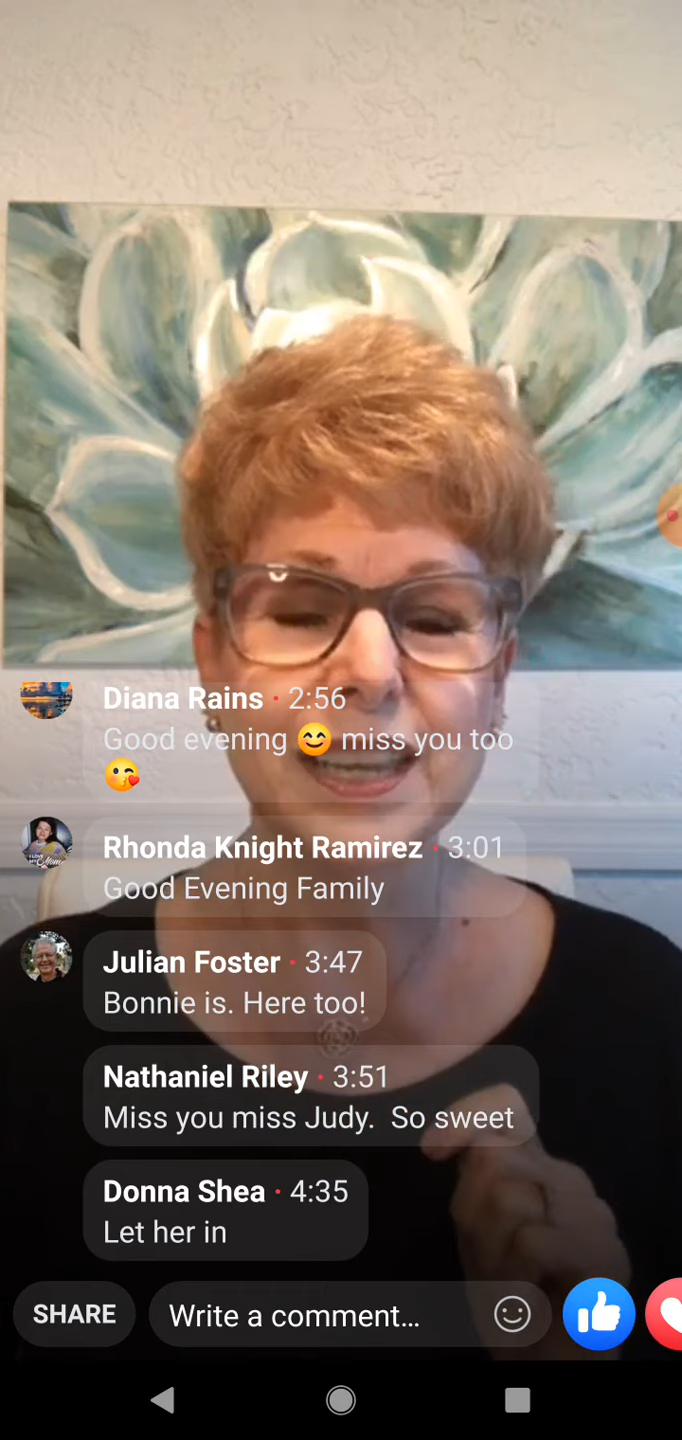 Diana Rains · 2:56
Good evening 😊 miss you too
😘
Rhonda Knight Ramirez · 3:01
Good Evening Family
Julian Foster · 3:47
Bonnie is. Here too!
Nathaniel Riley · 3:51
Miss you miss Judy.  So sweet
Donna Shea · 4:35
Let her in
SHARE
Write a comment...